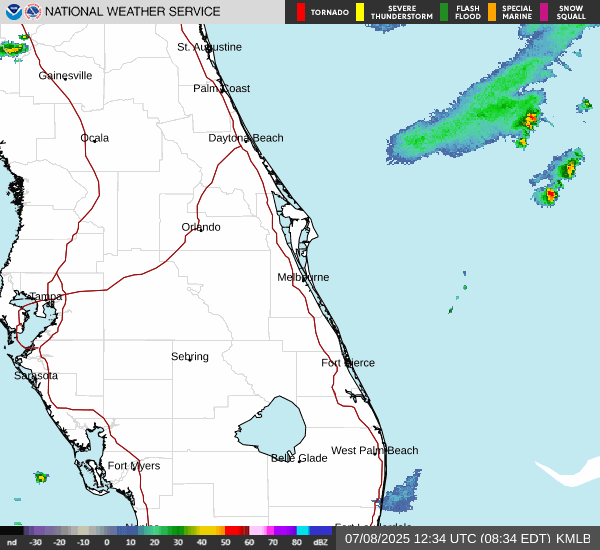 NATIONAL WEATHER SERVICE
TORNADO
SEVERE THUNDERSTORM
FLASH FLOOD
SPECIAL MARINE
SNOW SQUALL
St. Augustine
Gainesville
Palm Coast
Ocala
Daytona Beach
Orlando
Melbourne
Tampa
Sebring
Fort Pierce
Sarasota
West Palm Beach
Belle Glade
Fort Myers
nd -30 -20 -10 0 10 20 30 40 50 60 70 80 dBZ
07/08/2025 12:34 UTC (08:34 EDT) KMLB